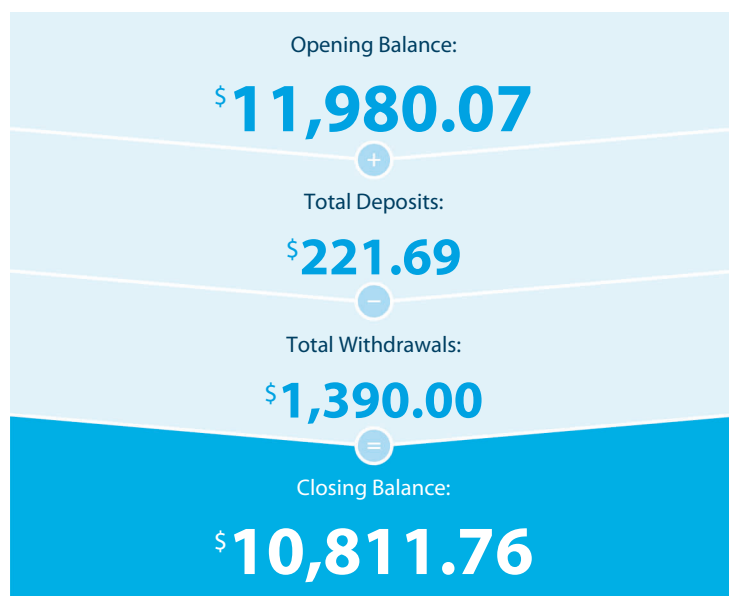 Opening Balance:
$11,980.07
+
Total Deposits:
$221.69
−
Total Withdrawals:
$1,390.00
=
Closing Balance:
$10,811.76